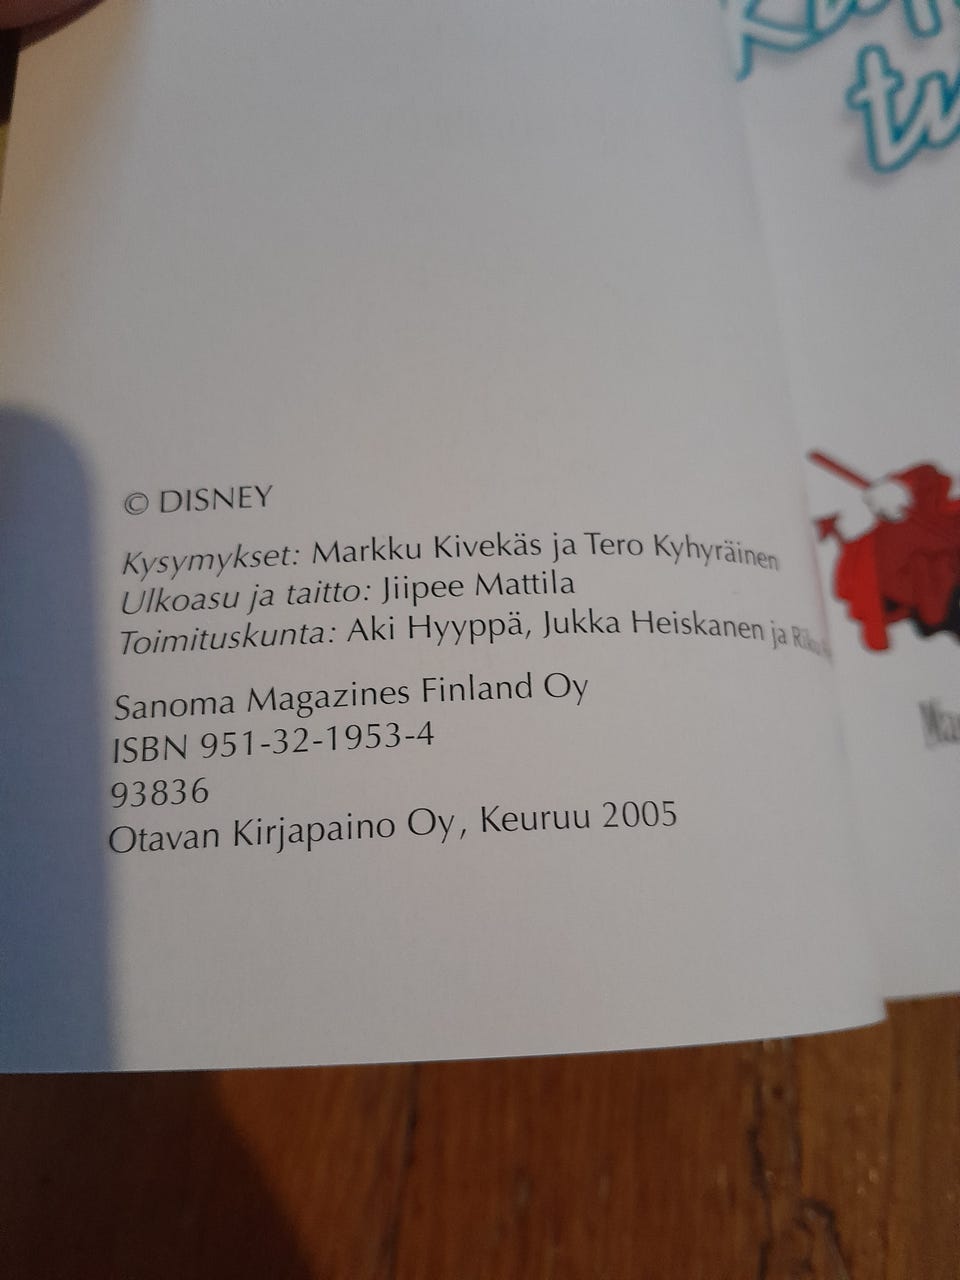 tu
© DISNEY
Kysymykset: Markku Kivekäs ja Tero Kyhyräinen
Ulkoasu ja taitto: Jiipee Mattila
Toimituskunta: Aki Hyyppä, Jukka Heiskanen ja
Sanoma Magazines Finland Oy
ISBN 951-32-1953-4
93836
Otavan Kirjapaino Oy, Keuruu 2005